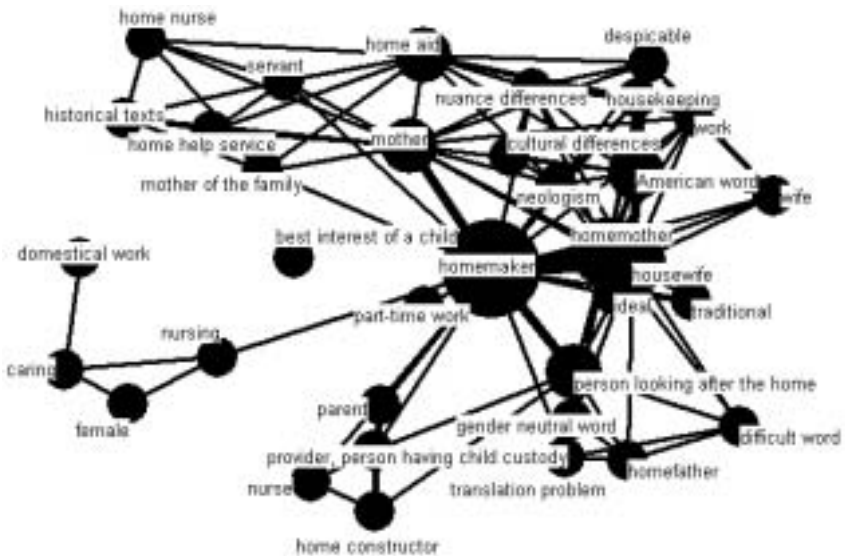 home nurse
home aid
despicable
servant
nuance differences
housekeeping
historical texts
work
home help service
mother
cultural differences
mother of the family
neologism
American word
wife
best interest of a child
homemother
domestical work
homemaker
housewife
part-time work
ideal
traditional
nursing
caring
person looking after the home
parent
female
gender neutral word
difficult word
provider, person having child custody
homefather
nurse
translation problem
home constructor